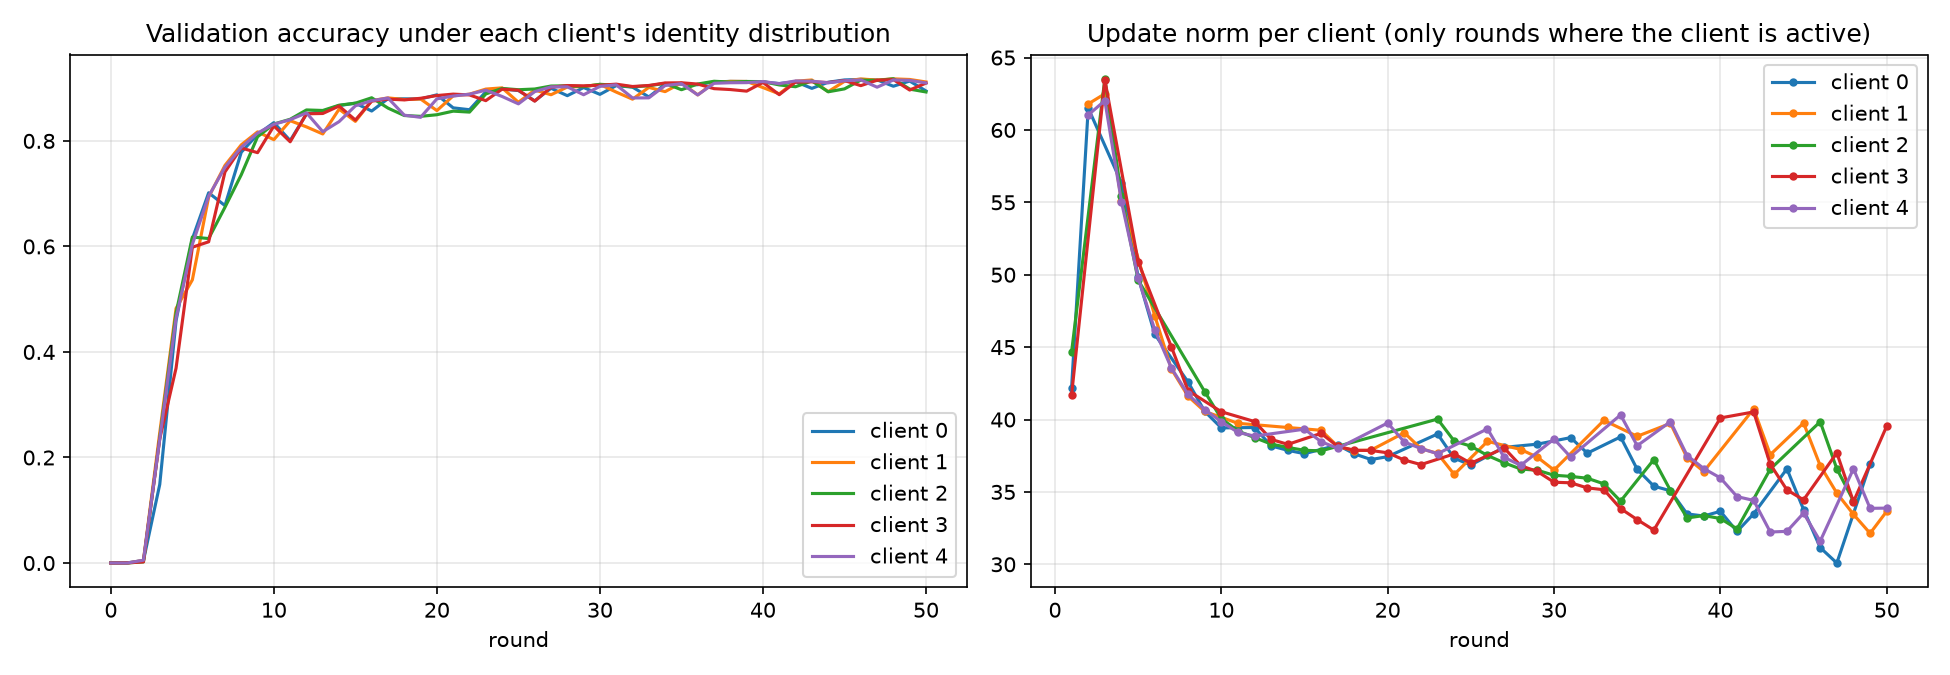 Validation accuracy under each client's identity distribution
0.8
0.6
0.4
0.2
0.0
0 10 20 30 40 50
round
client 0
client 1
client 2
client 3
client 4
Update norm per client (only rounds where the client is active)
65
60
55
50
45
40
35
30
0 10 20 30 40 50
round
client 0
client 1
client 2
client 3
client 4